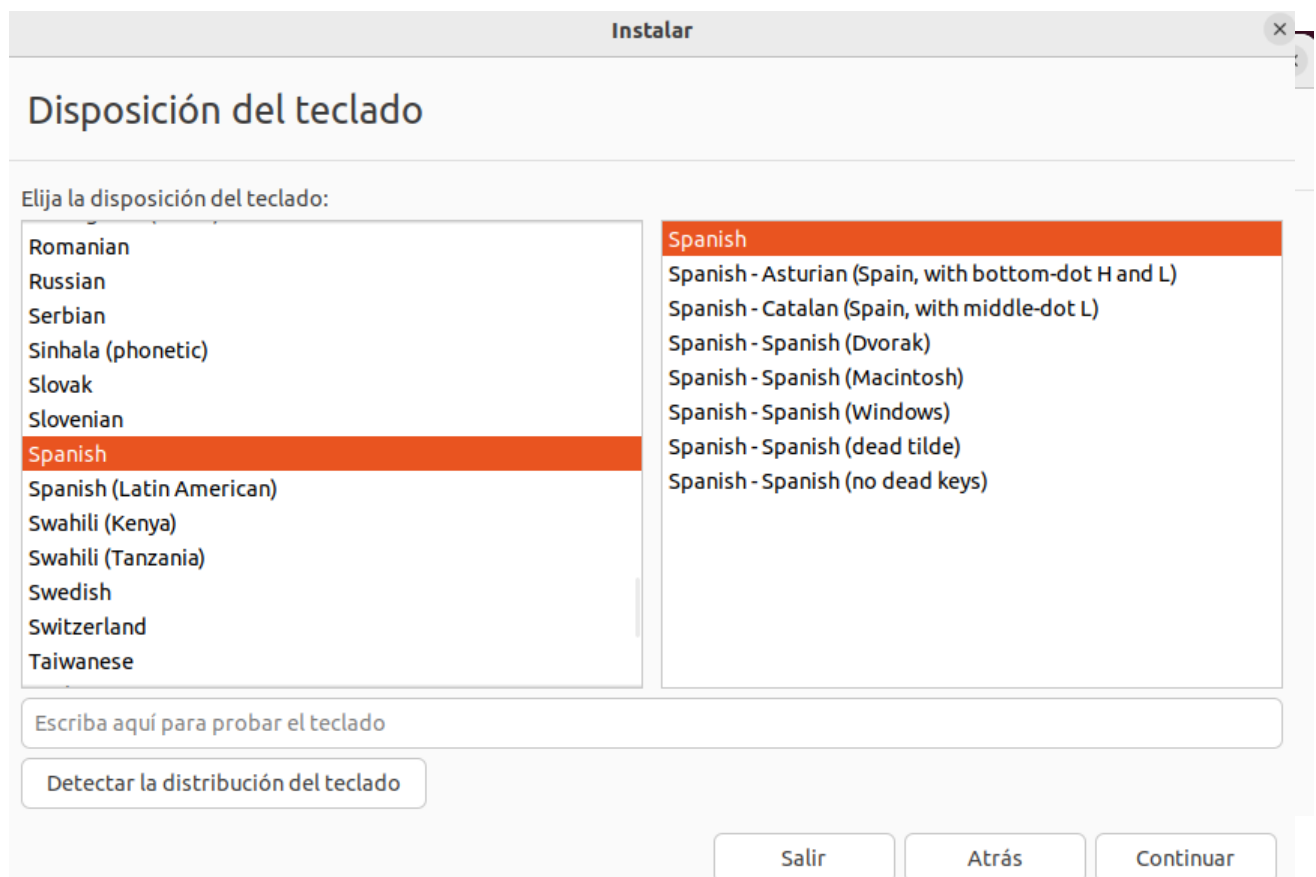 Instalar
Disposición del teclado
Elija la disposición del teclado:
Romanian
Russian
Serbian
Sinhala (phonetic)
Slovak
Slovenian
Spanish
Spanish (Latin American)
Swahili (Kenya)
Swahili (Tanzania)
Swedish
Switzerland
Taiwanese
Spanish
Spanish - Asturian (Spain, with bottom-dot H and L)
Spanish - Catalan (Spain, with middle-dot L)
Spanish - Spanish (Dvorak)
Spanish - Spanish (Macintosh)
Spanish - Spanish (Windows)
Spanish - Spanish (dead tilde)
Spanish - Spanish (no dead keys)
Escriba aquí para probar el teclado
Detectar la distribución del teclado
Salir Atrás Continuar